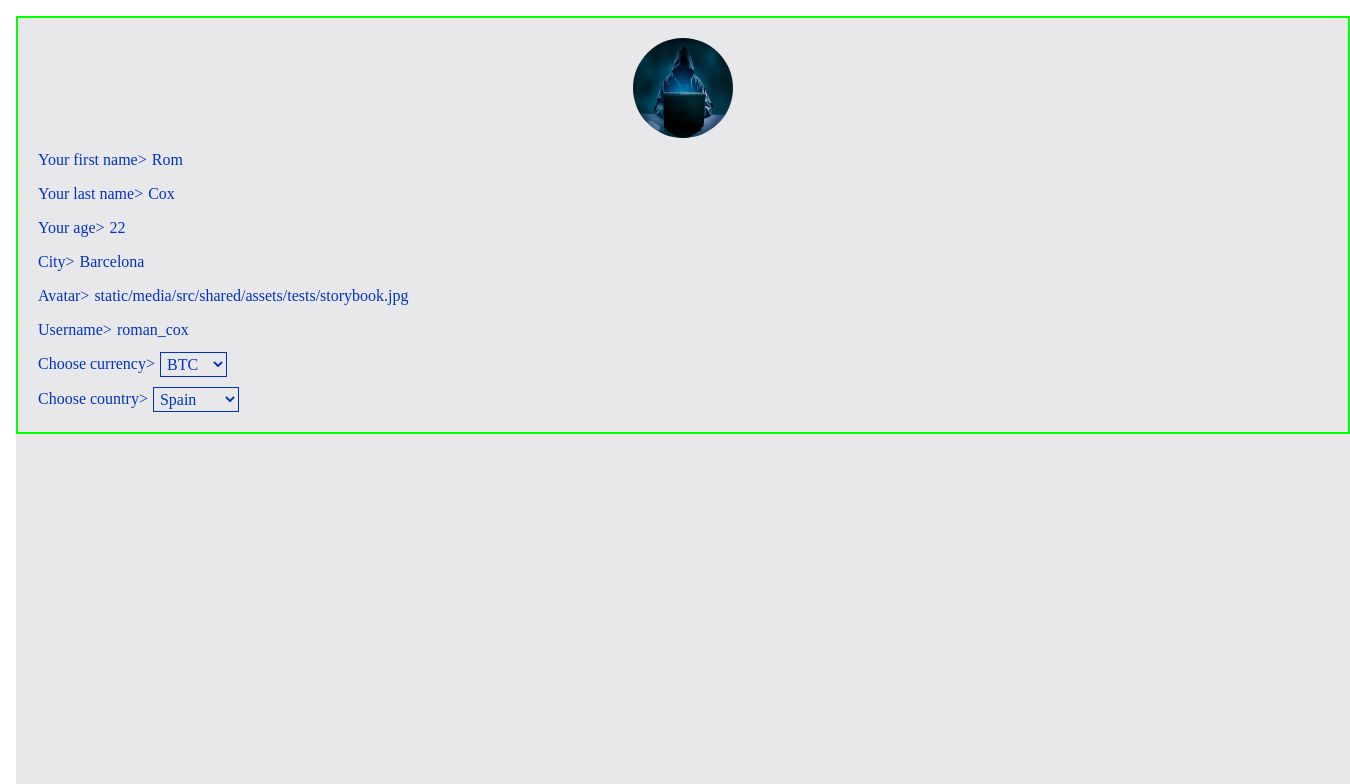 Your first name> Rom
Your last name> Cox
Your age> 22
City> Barcelona
Avatar> static/media/src/shared/assets/tests/storybook.jpg
Username> roman_cox
Choose currency> BTC
Choose country> Spain